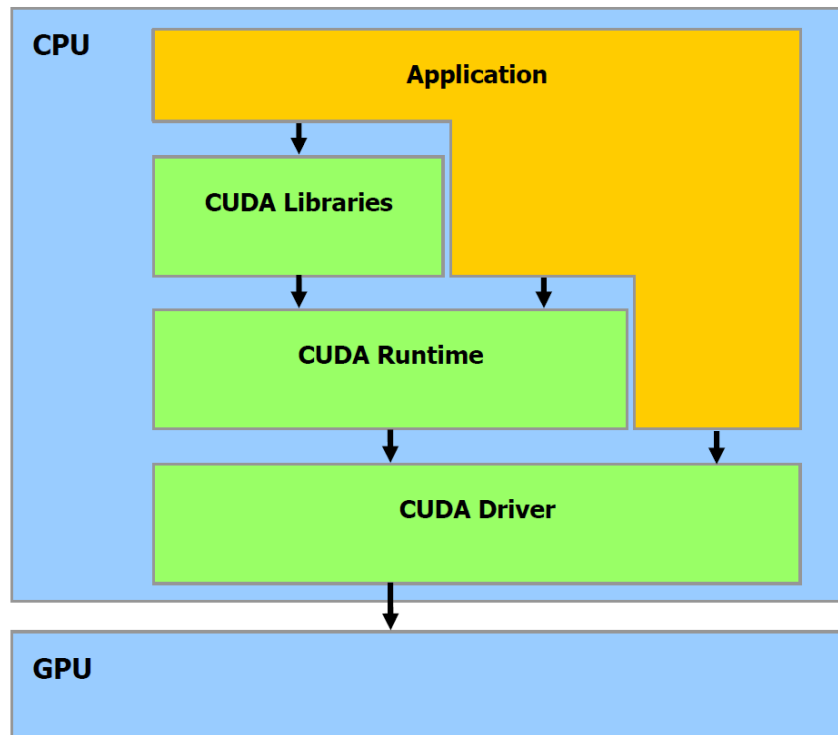 CPU
Application
CUDA Libraries
CUDA Runtime
CUDA Driver
GPU